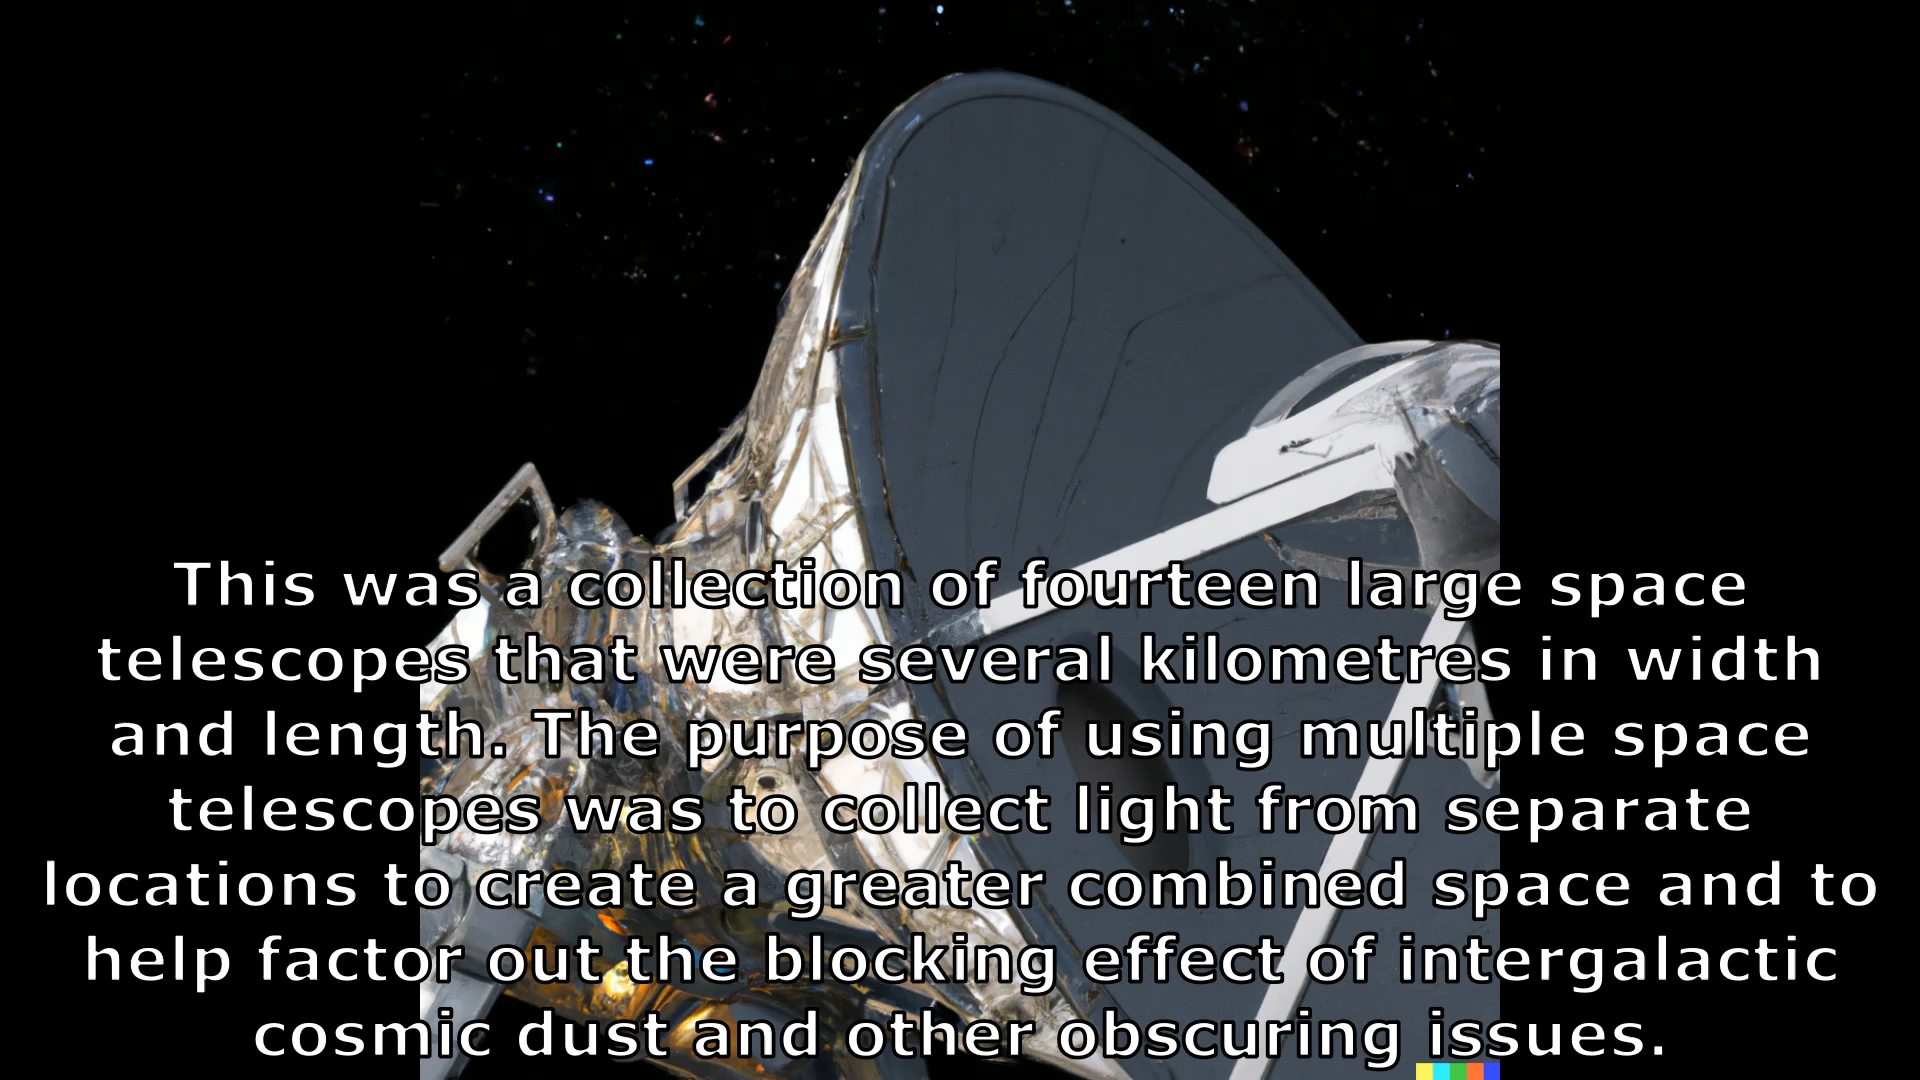 This was a collection of fourteen large space
telescopes that were several kilometres in width
and length. The purpose of using multiple space
telescopes was to collect light from separate
locations to create a greater combined space and to
help factor out the blocking effect of intergalactic
cosmic dust and other obscuring issues.